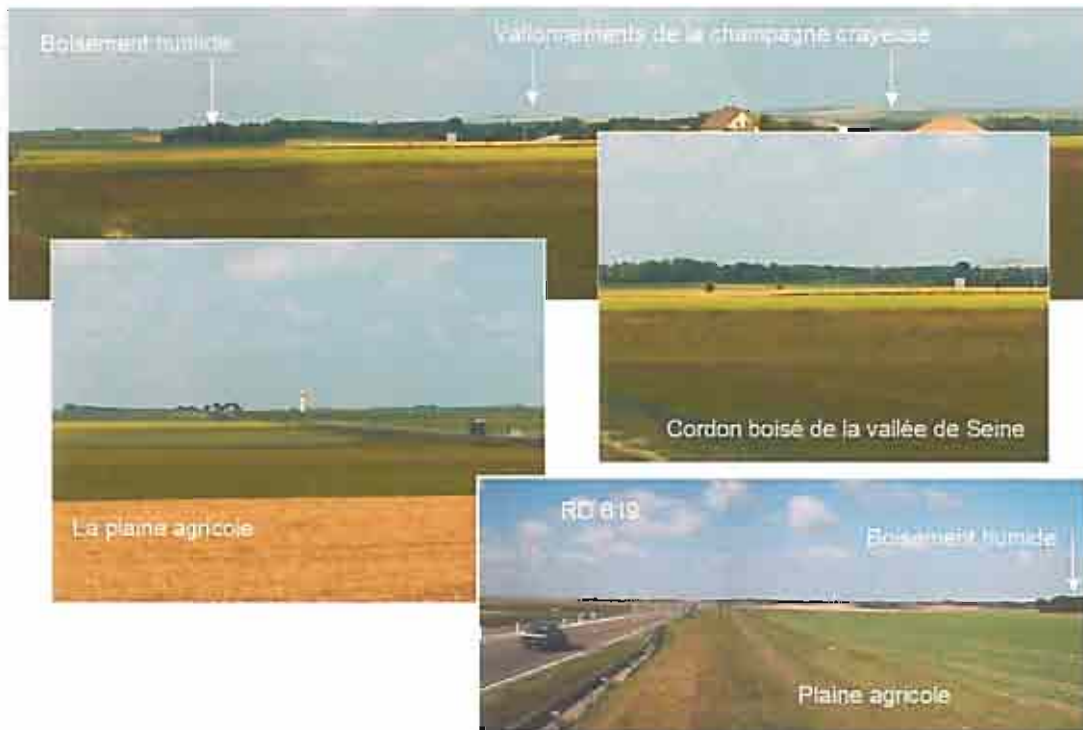 Boisement humide
Vallonnements de la champagne crayeuse
Cordon boisé de la vallée de Seine
La plaine agricole
RD 619
Boisement humide
Plaine agricole